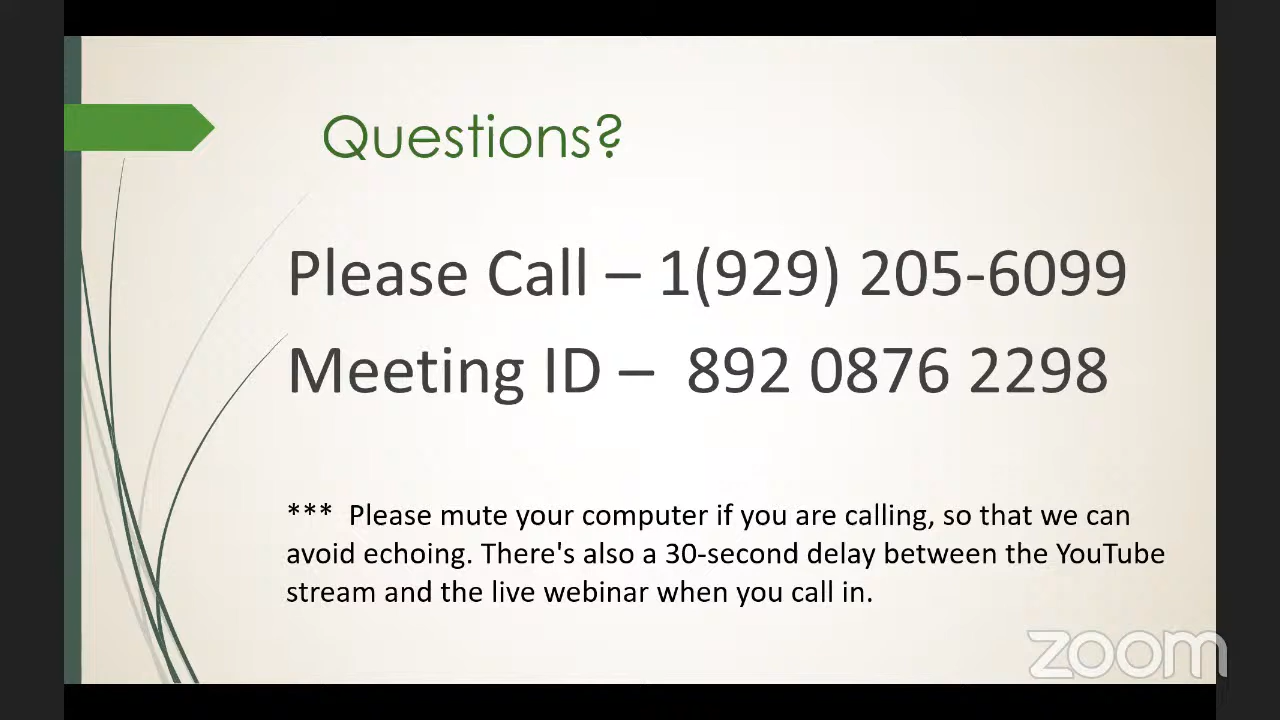 Questions?
Please Call – 1(929) 205-6099
Meeting ID –  892 0876 2298
***  Please mute your computer if you are calling, so that we can
avoid echoing. There's also a 30-second delay between the YouTube
stream and the live webinar when you call in.
zoom